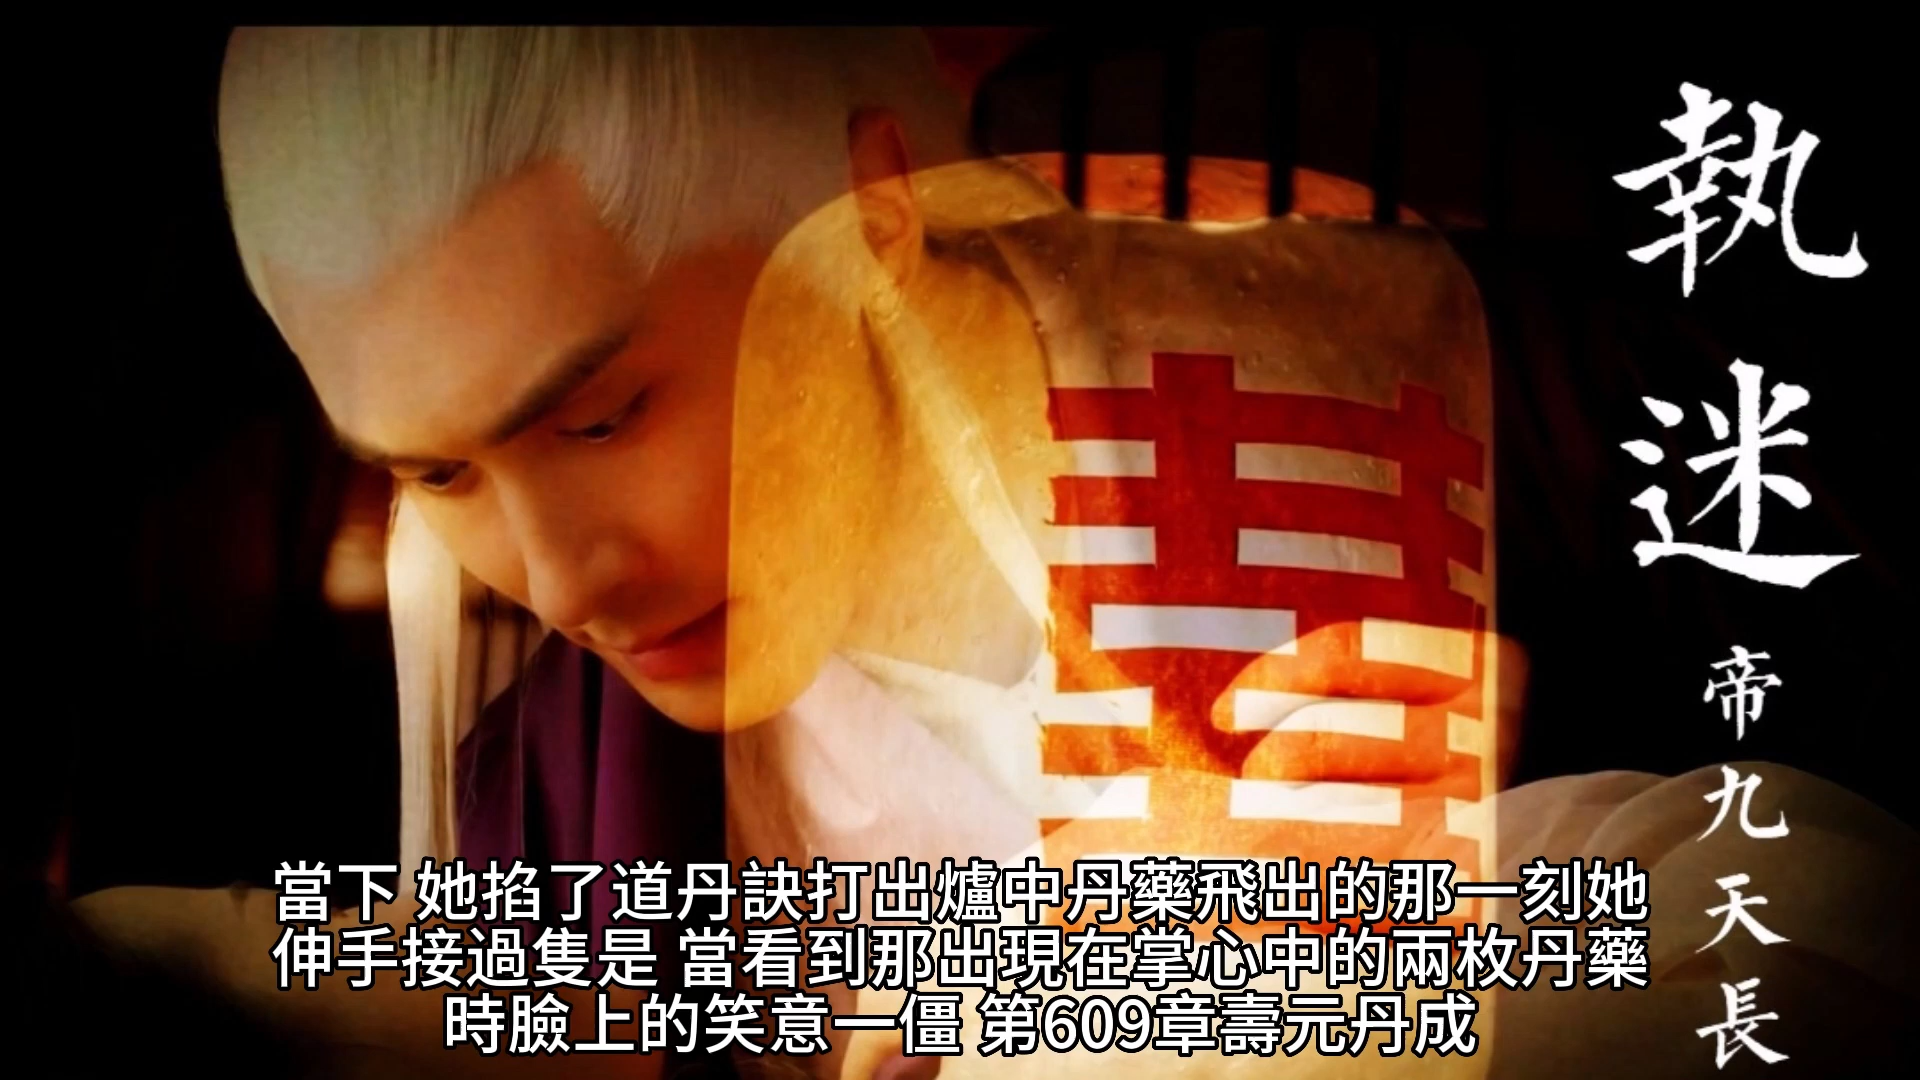 執迷
帝九天長
當下 她掐了道丹訣打出爐中丹藥飛出的那一刻她
伸手接過隻是 當看到那出現在掌心中的兩枚丹藥
時臉上的笑意一僵 第609章壽元丹成